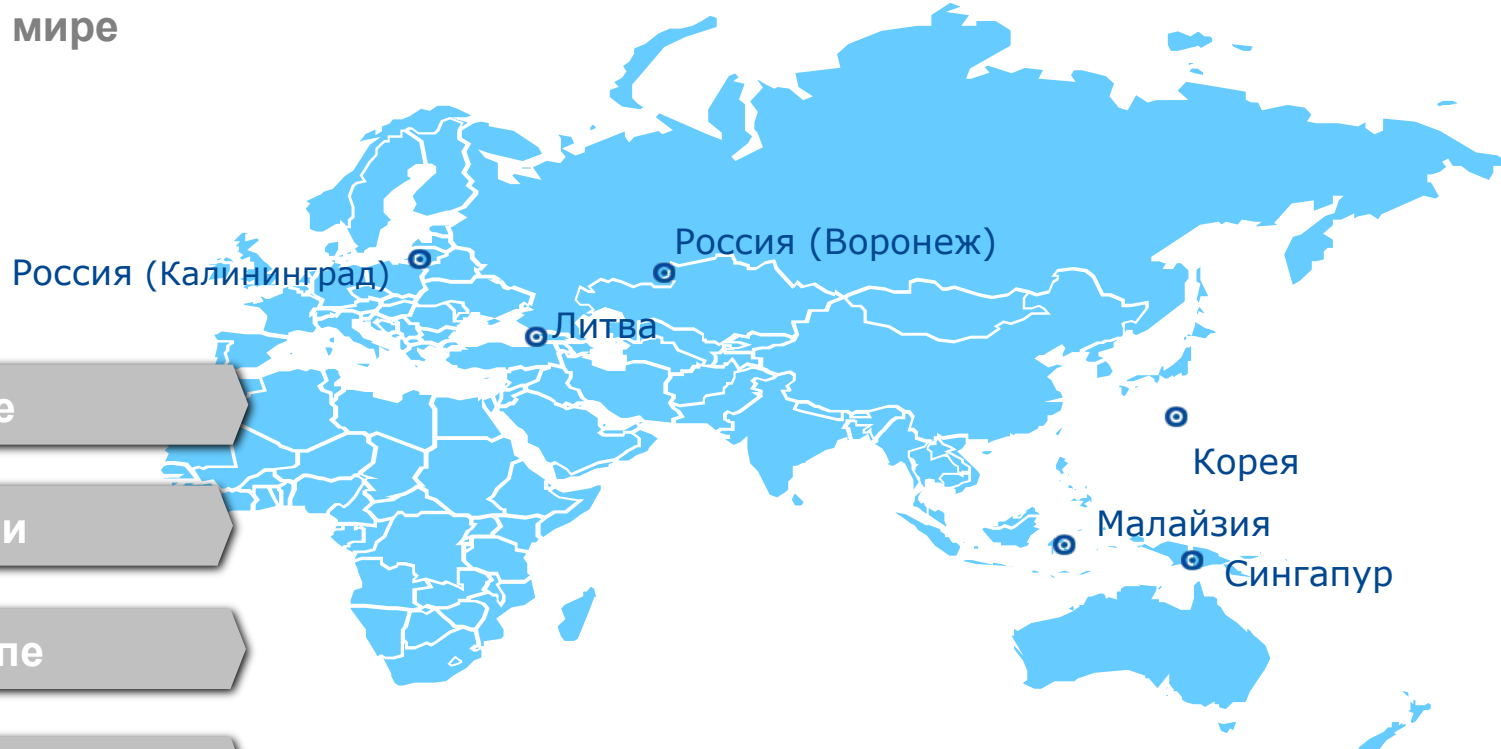 мире
Россия (Воронеж)
Россия (Калининград)
Литва
е
Корея
и
Малайзия
Сингапур
пе